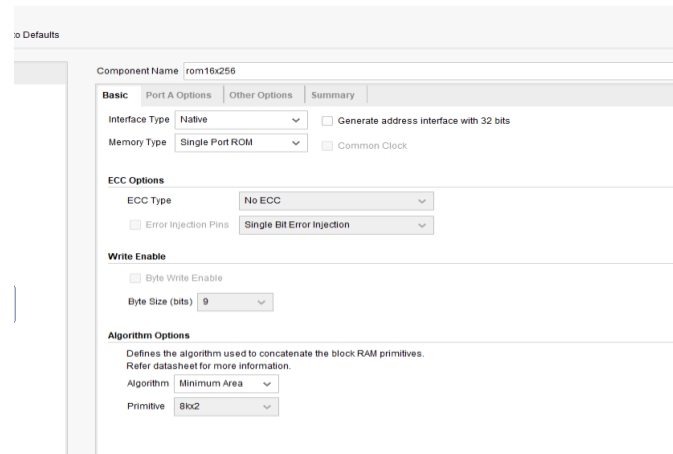 to Defaults
Component Name rom16x256
Basic Port A Options Other Options Summary
Interface Type Native Generate address interface with 32 bits
Memory Type Single Port ROM Common Clock
ECC Options
ECC Type No ECC
Error Injection Pins Single Bit Error Injection
Write Enable
Byte Write Enable
Byte Size (bits) 9
Algorithm Options
Defines the algorithm used to concatenate the block RAM primitives.
Refer datasheet for more information.
Algorithm Minimum Area
Primitive 8kx2